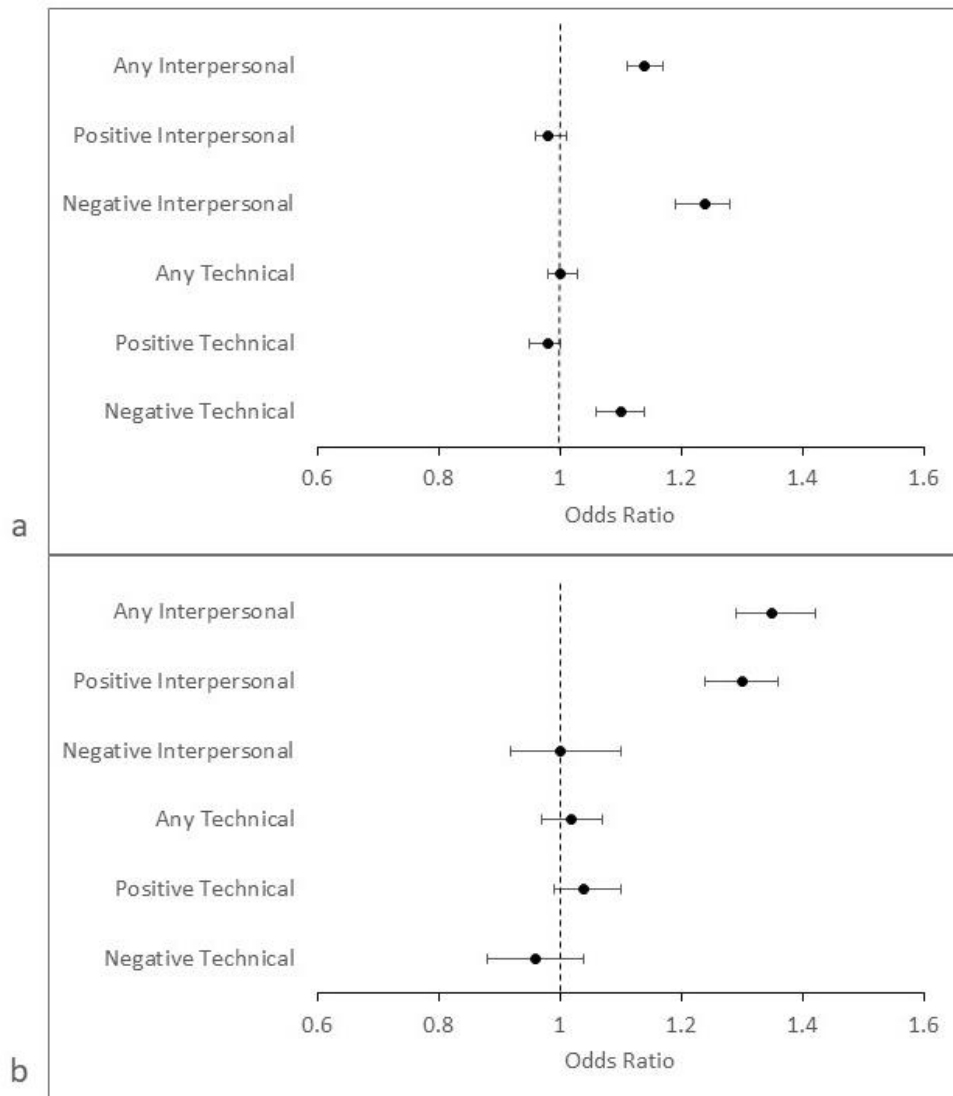 Any Interpersonal
Positive Interpersonal
Negative Interpersonal
Any Technical
Positive Technical
Negative Technical
0.6 0.8 1 1.2 1.4 1.6
Odds Ratio
a
Any Interpersonal
Positive Interpersonal
Negative Interpersonal
Any Technical
Positive Technical
Negative Technical
0.6 0.8 1 1.2 1.4 1.6
Odds Ratio
b